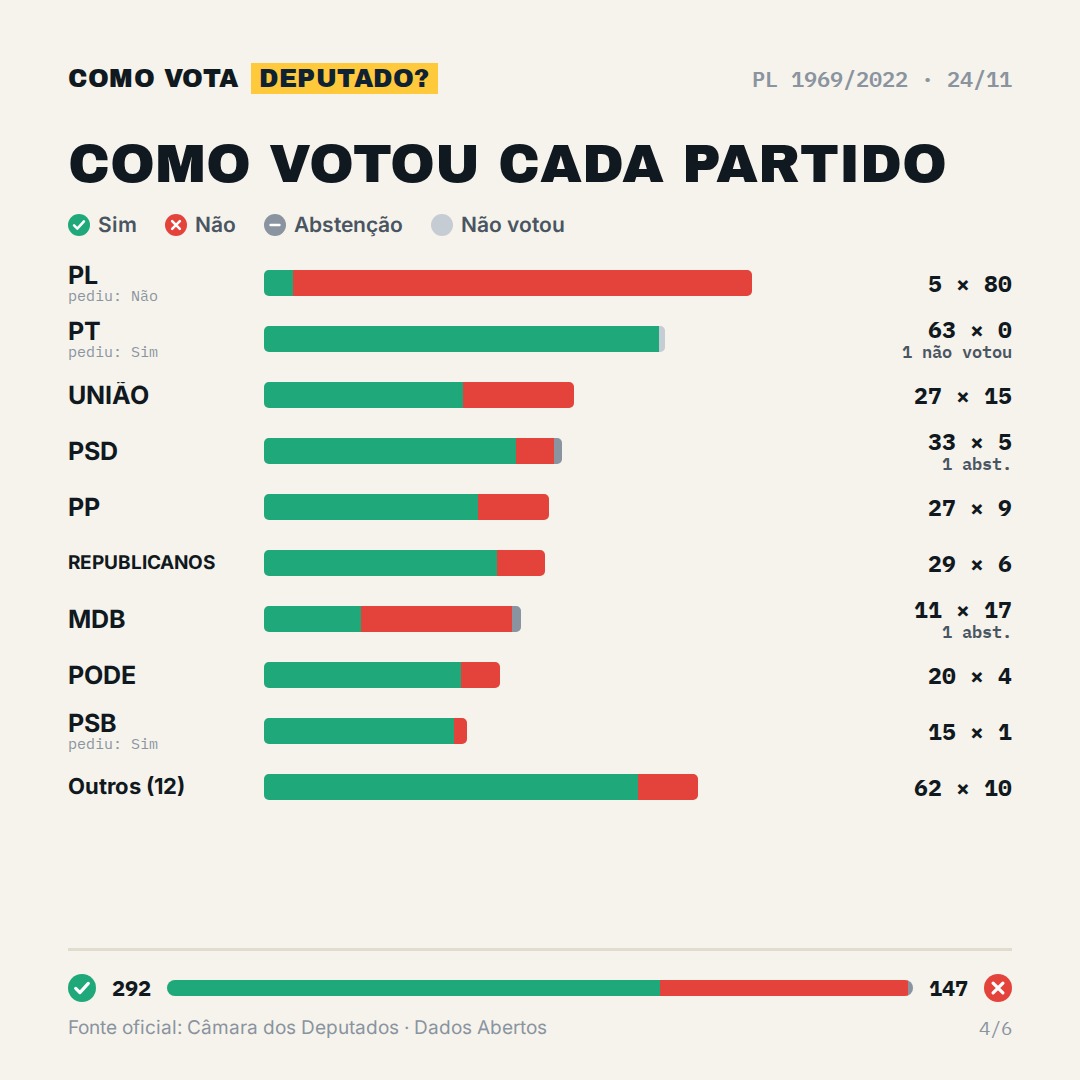 COMO VOTA DEPUTADO?
PL 1969/2022 · 24/11
COMO VOTOU CADA PARTIDO
Sim Não Abstenção Não votou
PL 5 × 80
pediu: Não
PT 63 × 0
pediu: Sim 1 não votou
UNIÃO 27 × 15
PSD 33 × 5
1 abst.
PP 27 × 9
REPUBLICANOS 29 × 6
MDB 11 × 17
1 abst.
PODE 20 × 4
PSB 15 × 1
pediu: Sim
Outros (12) 62 × 10
292 147
Fonte oficial: Câmara dos Deputados · Dados Abertos 4/6